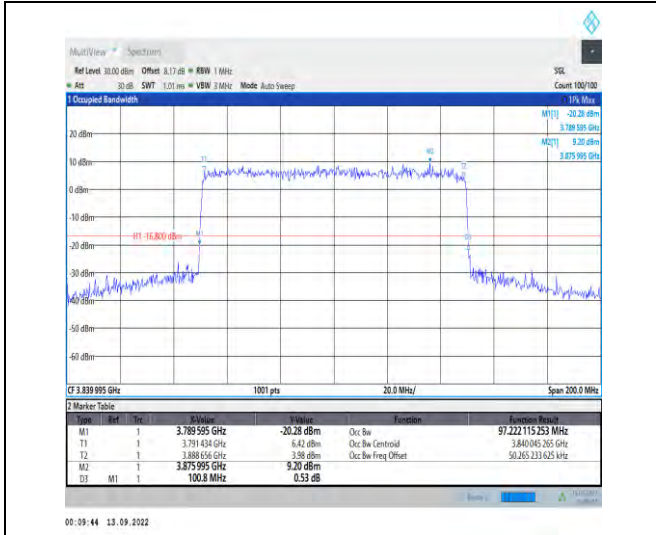 MultiView Spectrum
Ref Level 30.00 dBm Offset 8.17 dB RBW 1 MHz SGL
Att 30 dB SWT 1.01 ms VBW 3 MHz Mode Auto Sweep Count 100/100
1 Occupied Bandwidth 1Pk Max
M1[1] -20.28 dBm
3.789 595 GHz
M2[1] 9.20 dBm
3.875 995 GHz
20 dBm
10 dBm
0 dBm
-10 dBm
-20 dBm
-30 dBm
-40 dBm
-50 dBm
-60 dBm
T1
M2
T2
H1 -16.800 dBm
M1
D3
CF 3.839 995 GHz 1001 pts 20.0 MHz/ Span 200.0 MHz
2 Marker Table
Type Ref Trc X-Value Y-Value Function Function Result
M1 1 3.789 595 GHz -20.28 dBm Occ Bw 97.222 115 253 MHz
T1 1 3.791 434 GHz 6.42 dBm Occ Bw Centroid 3.840 045 265 GHz
T2 1 3.888 656 GHz 3.98 dBm Occ Bw Freq Offset 50.265 233 625 kHz
M2 1 3.875 995 GHz 9.20 dBm
D3 M1 1 100.8 MHz 0.53 dB
00:09:44 13.09.2022